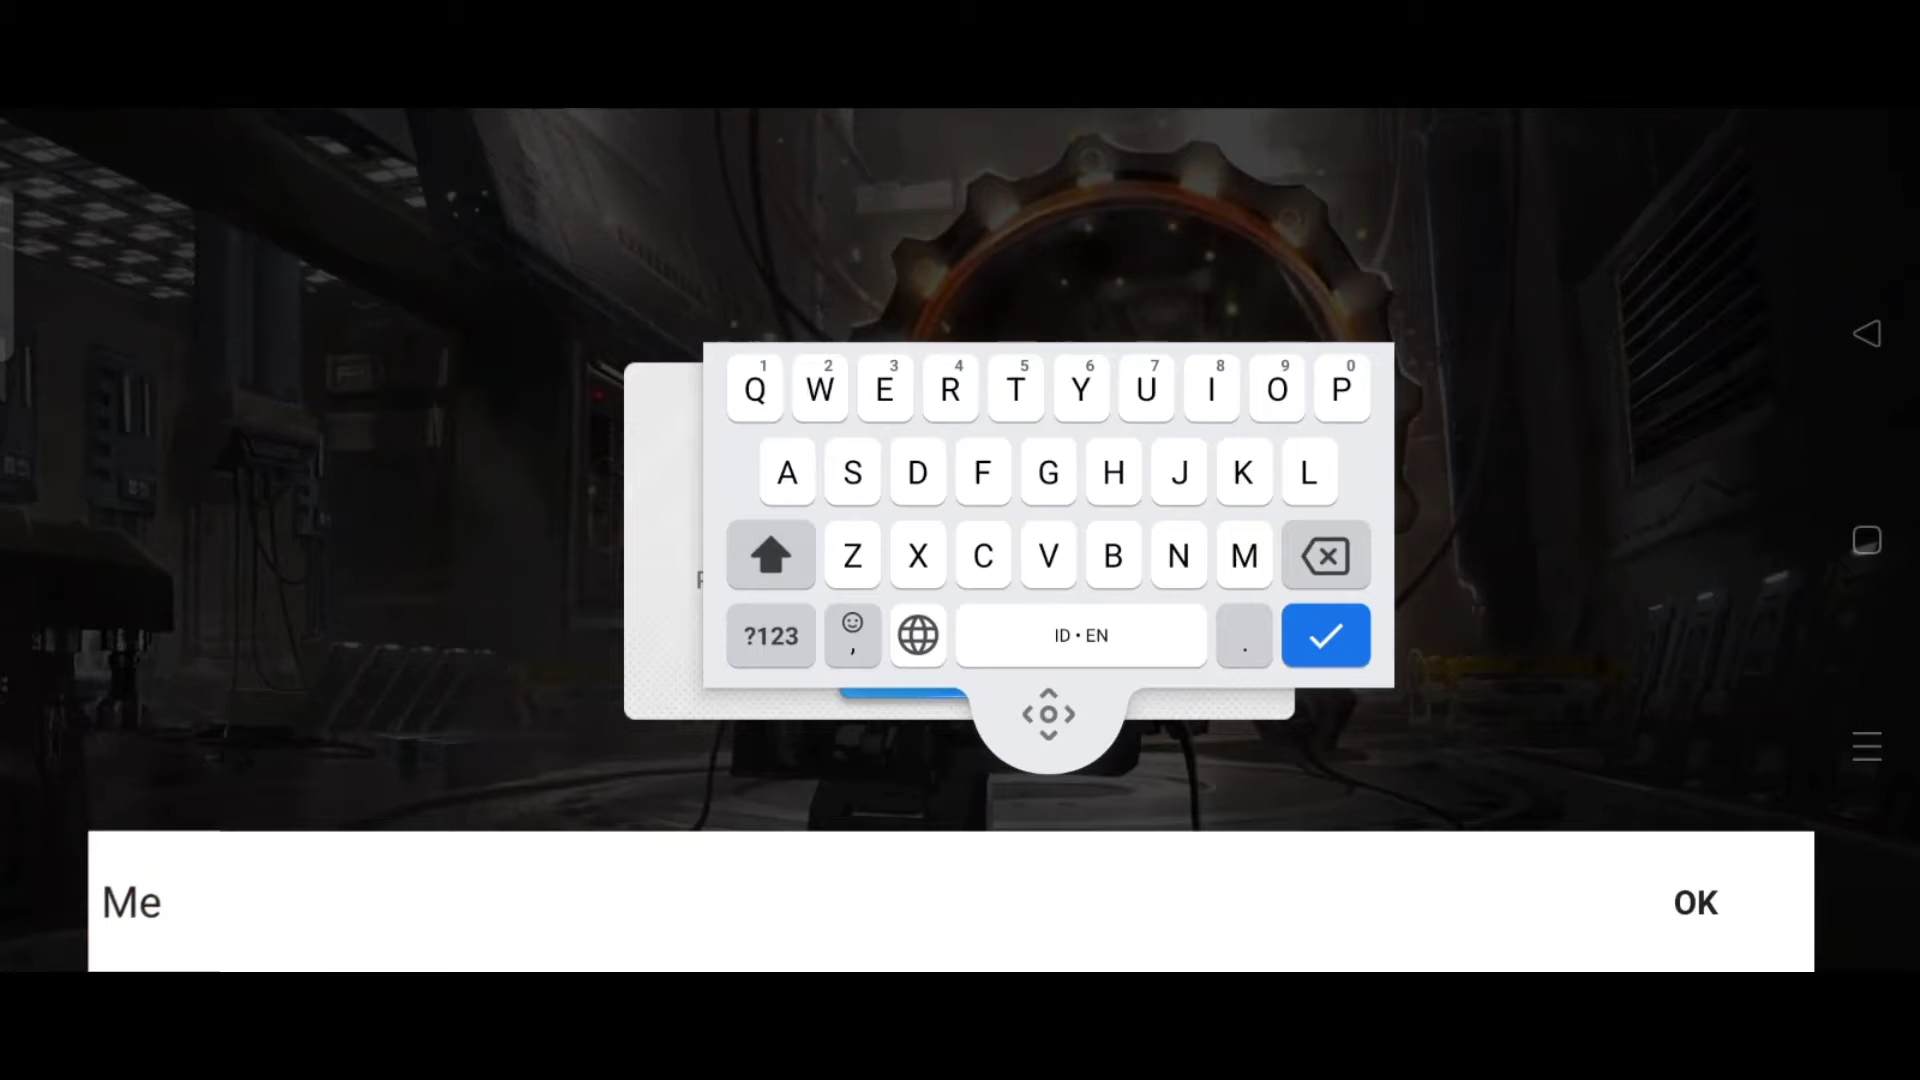 1 2 3 4 5 6 7 8 9 0
Q W E R T Y U I O P
A S D F G H J K L
Z X C V B N M
?123 , ID • EN .
Me
OK